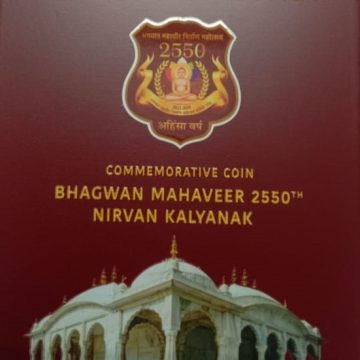 भगवान महावीर निर्वाण महोत्सव
2550
अहिंसा वर्ष
COMMEMORATIVE COIN
BHAGWAN MAHAVEER 2550TH
NIRVAN KALYANAK